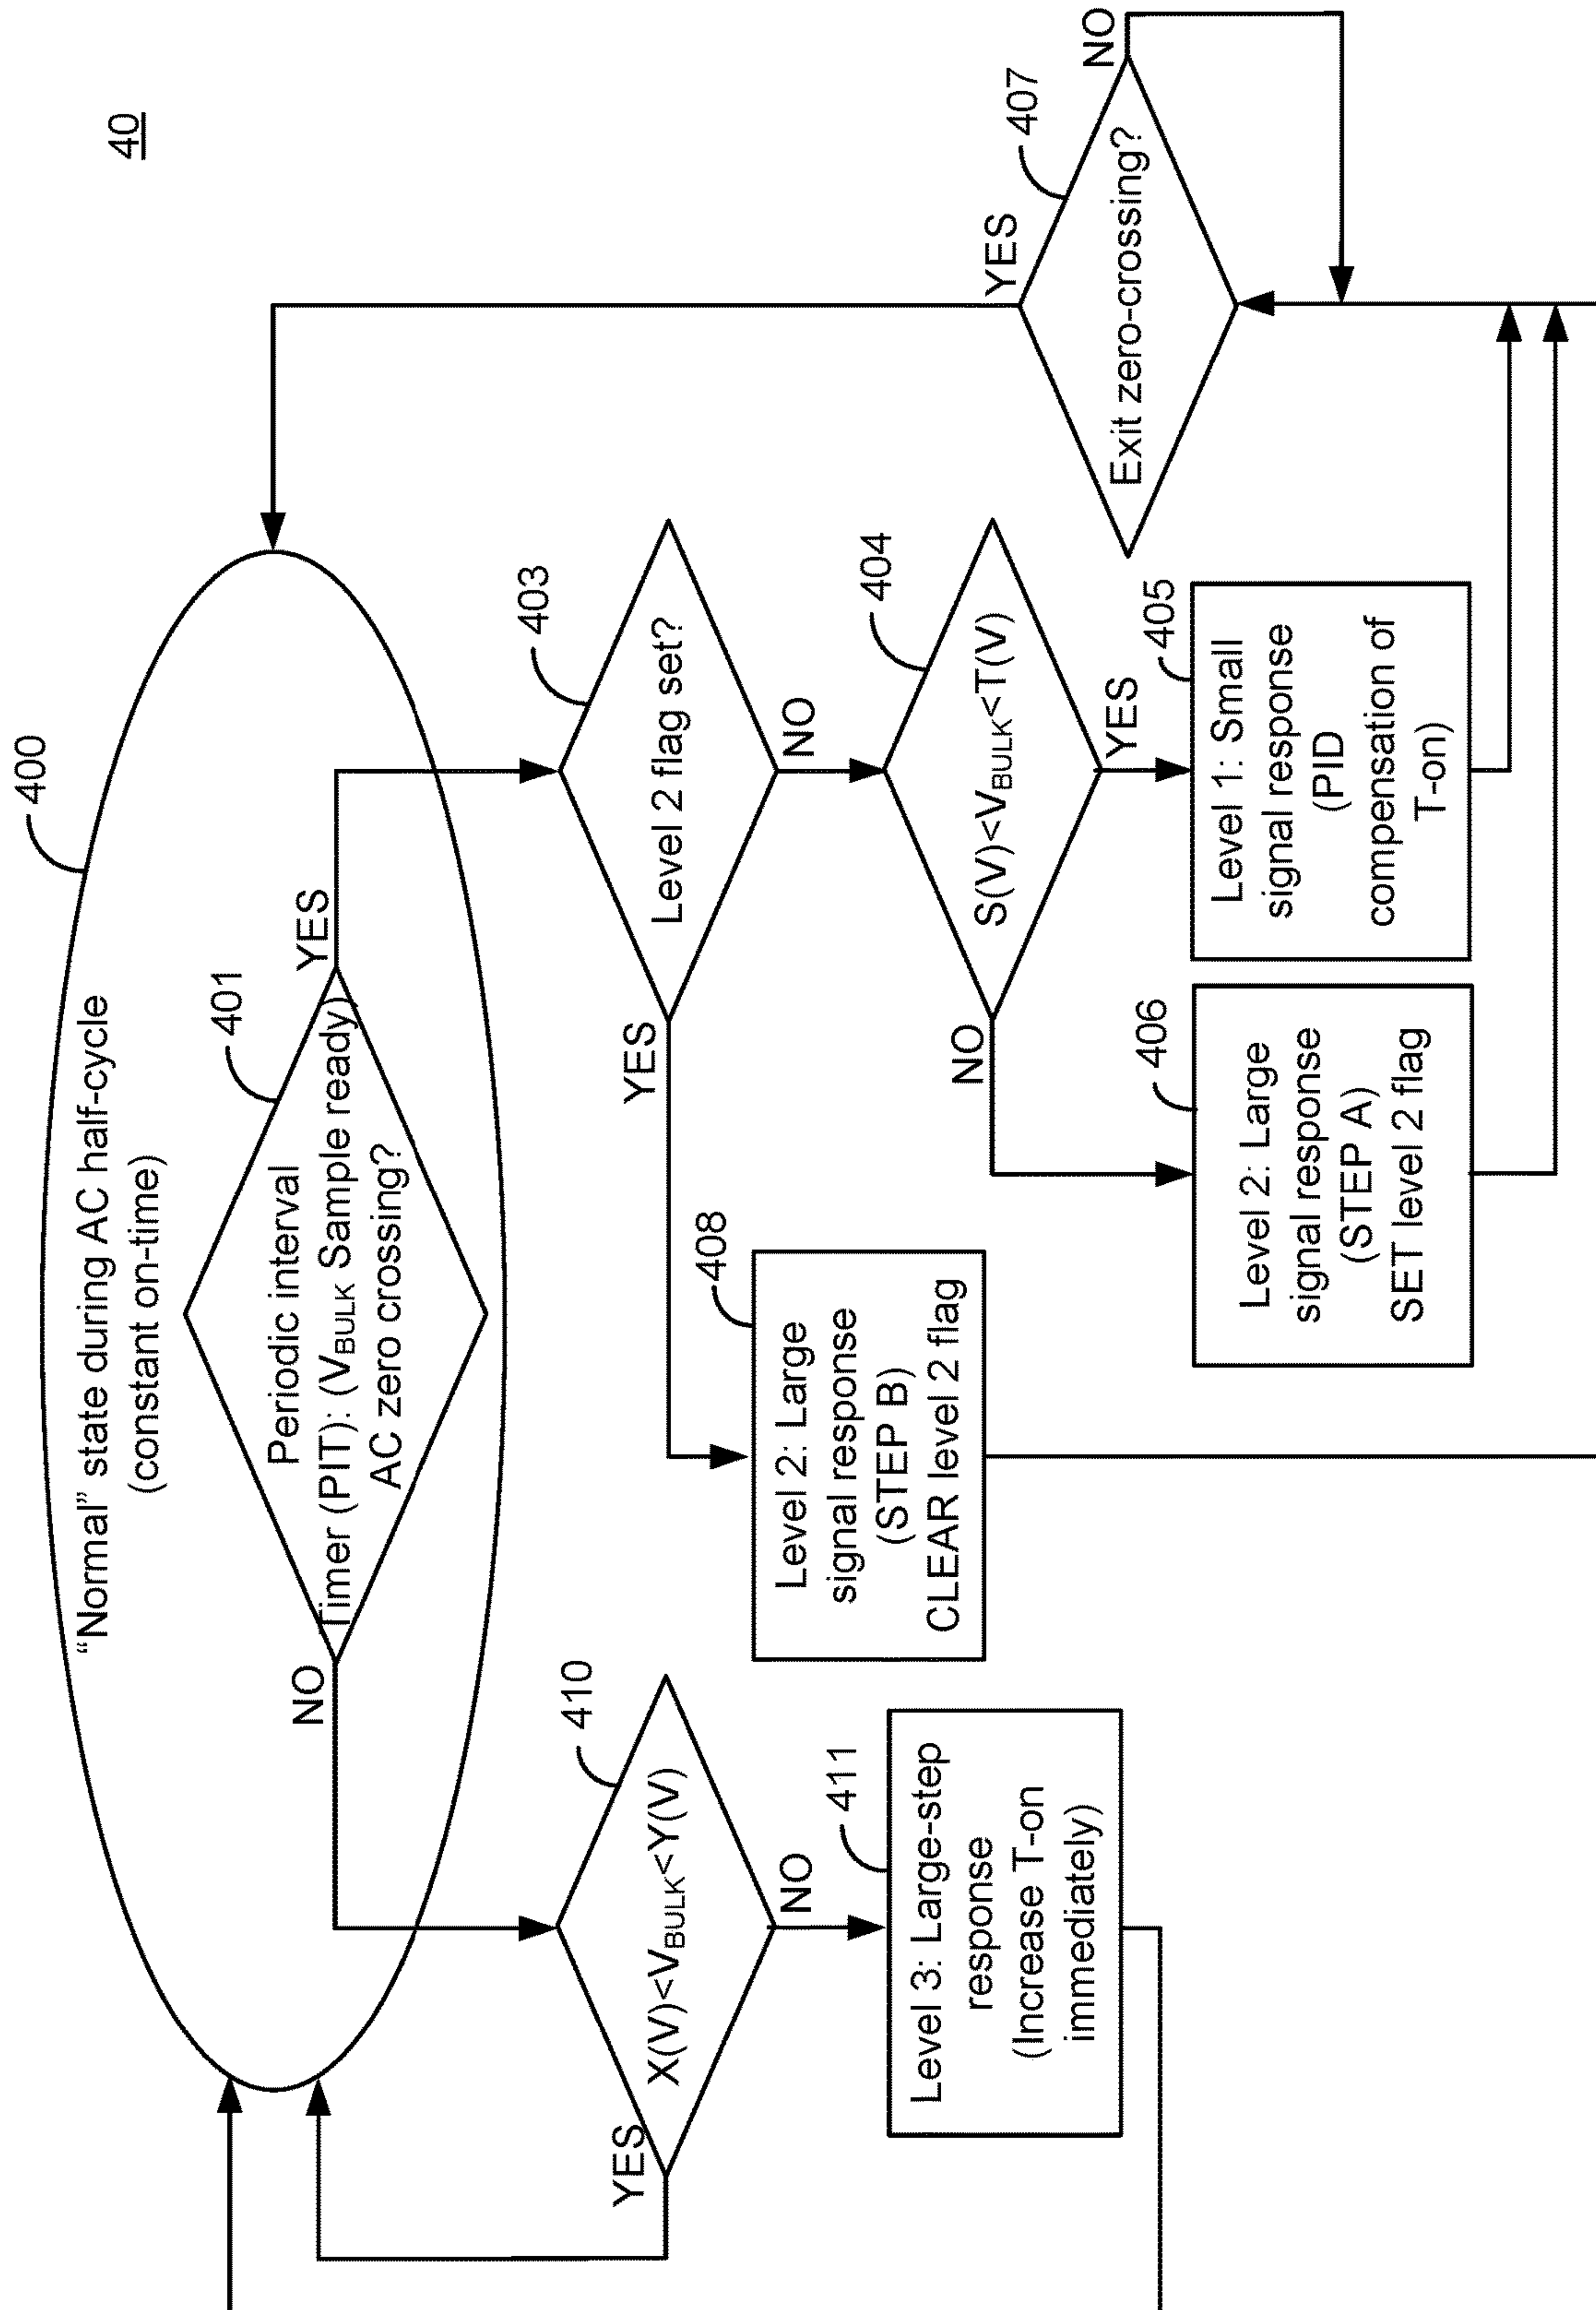 40
400
"Normal" state during AC half-cycle
(constant on-time)
401
Periodic interval
Timer (PIT): (VBULK Sample ready)
AC zero crossing?
NO
YES
410
X(V)<VBULK<Y(V)
YES
NO
411
Level 3: Large-step
response
(Increase T-on
immediately)
403
Level 2 flag set?
YES
NO
408
Level 2: Large
signal response
(STEP B)
CLEAR level 2 flag
404
S(V)<VBULK<T(V)
NO
YES
406
Level 2: Large
signal response
(STEP A)
SET level 2 flag
405
Level 1: Small
signal response
(PID
compensation of
T-on)
407
Exit zero-crossing?
YES
NO